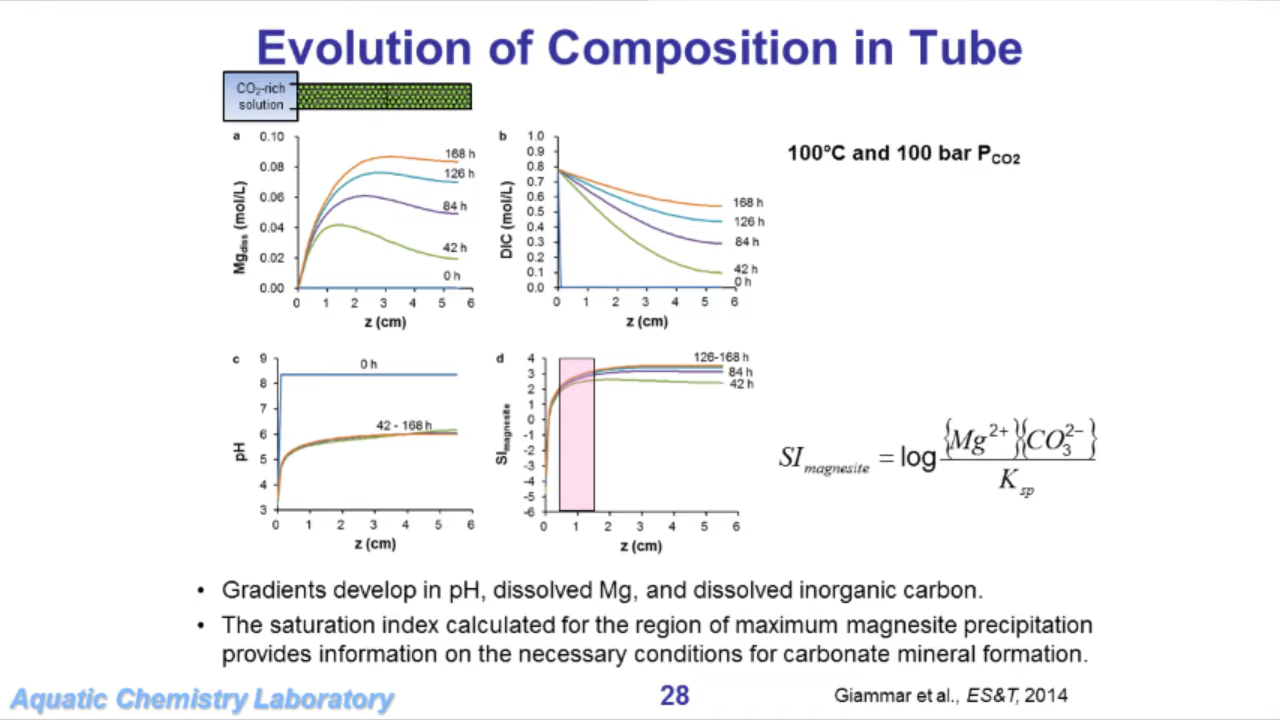 Evolution of Composition in Tube
CO₂-rich
solution
100°C and 100 bar P_CO2
a
0.10
0.08
0.06
0.04
0.02
0.00
Mg_diss (mol/L)
168 h
126 h
84 h
42 h
0 h
0 1 2 3 4 5 6
z (cm)
b
1.0
0.9
0.8
0.7
0.6
0.5
0.4
0.3
0.2
0.1
0.0
DIC (mol/L)
168 h
126 h
84 h
42 h
0 h
0 1 2 3 4 5 6
z (cm)
c
9
8
7
6
5
4
3
pH
0 h
42 - 168 h
0 1 2 3 4 5 6
z (cm)
d
4
3
2
1
0
-1
-2
-3
-4
-5
-6
SI_magnesite
126-168 h
84 h
42 h
0 1 2 3 4 5 6
z (cm)
SI_magnesite = log {Mg²⁺}{CO₃²⁻} / K_sp
• Gradients develop in pH, dissolved Mg, and dissolved inorganic carbon.
• The saturation index calculated for the region of maximum magnesite precipitation
provides information on the necessary conditions for carbonate mineral formation.
Aquatic Chemistry Laboratory
28
Giammar et al., ES&T, 2014